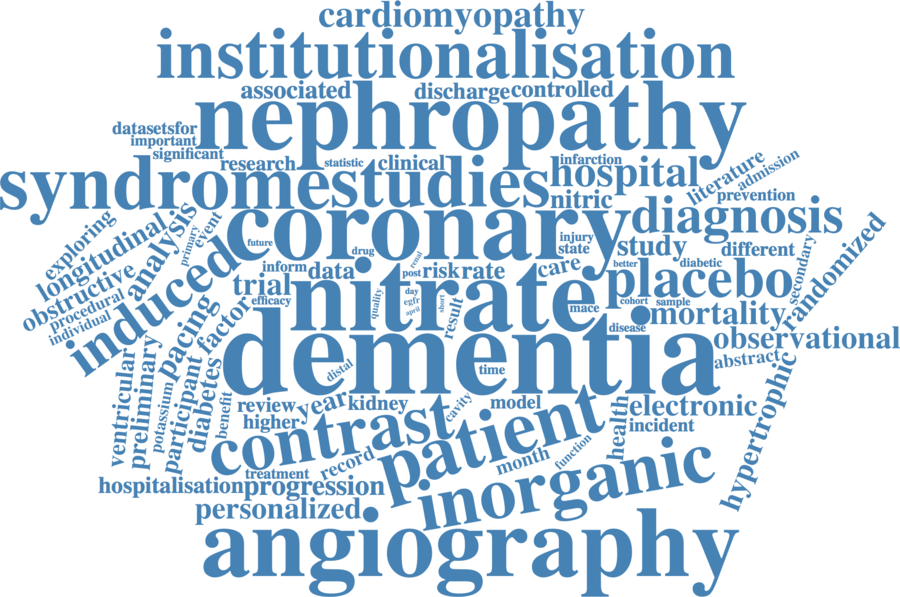 cardiomyopathy
institutionalisation
associated
discharge
controlled
nephropathy
datasetsfor
important
significant
research
statistic
clinical
infarction
hospital
literature
admission
prevention
syndromestudies
nitric
exploring
longitudinal
analysis
primary
event
coronary
future
drug
renal
injury
state
study
diagnosis
different
secondary
randomized
obstructive
procedural
individual
induced
inform
data
trial
efficacy
post
risk
rate
care
better
diabetic
placebo
cohort
sample
mortality
nitrate
quality
day
egfr
april
short
result
mace
disease
observational
abstract
pacing
factor
dementia
distal
time
ventricular
preliminary
potassium
participant
diabetes
benefit
review
higher
year
kidney
cavity
model
patient
health
electronic
incident
hypertrophic
contrast
treatment
record
month
function
hospitalisation
progression
inorganic
personalized
angiography